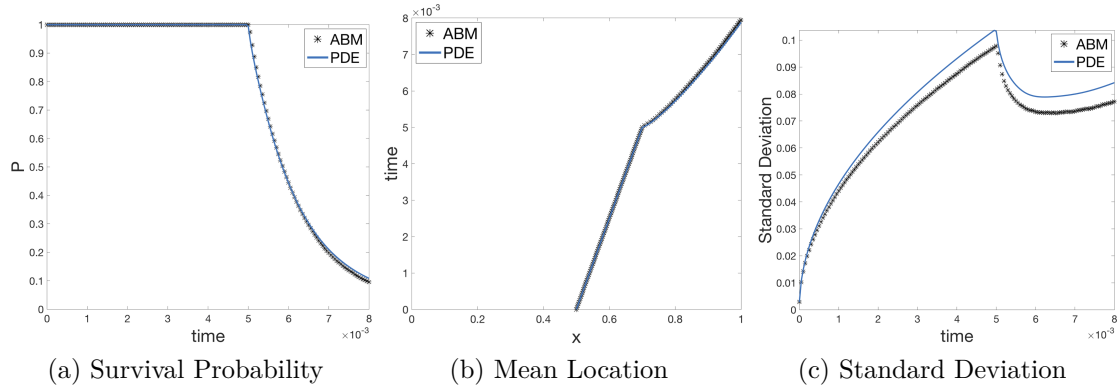 1
0.9
0.8
0.7
0.6
0.5
0.4
0.3
0.2
0.1
0
P
0 1 2 3 4 5 6 7 8
time
×10⁻³
ABM
PDE
(a) Survival Probability
×10⁻³
8
6
4
2
0
time
0 0.2 0.4 0.6 0.8 1
x
ABM
PDE
(b) Mean Location
0.1
0.09
0.08
0.07
0.06
0.05
0.04
0.03
0.02
0.01
0
Standard Deviation
0 1 2 3 4 5 6 7 8
time
×10⁻³
ABM
PDE
(c) Standard Deviation